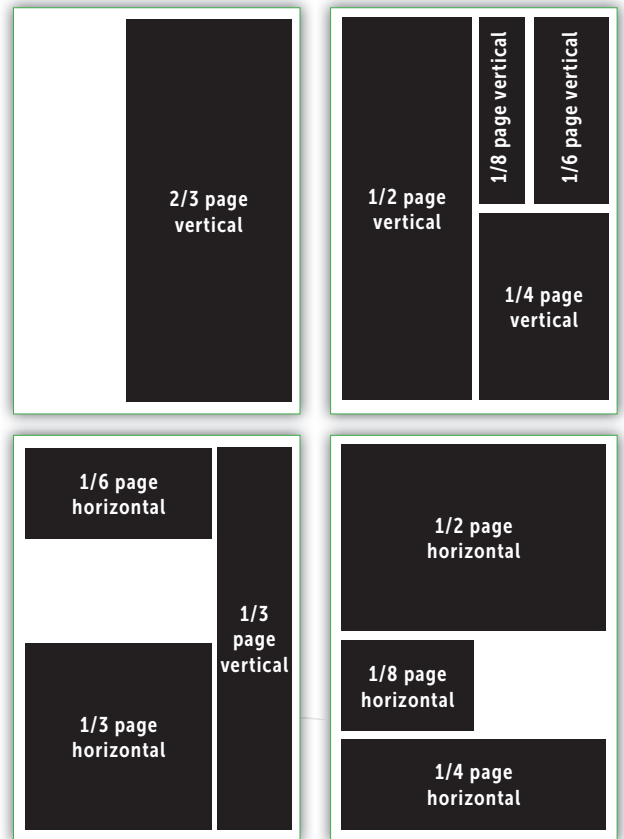 2/3 page
vertical
1/2 page
vertical
1/8 page vertical
1/6 page vertical
1/4 page
vertical
1/6 page
horizontal
1/3
page
vertical
1/3 page
horizontal
1/2 page
horizontal
1/8 page
horizontal
1/4 page
horizontal